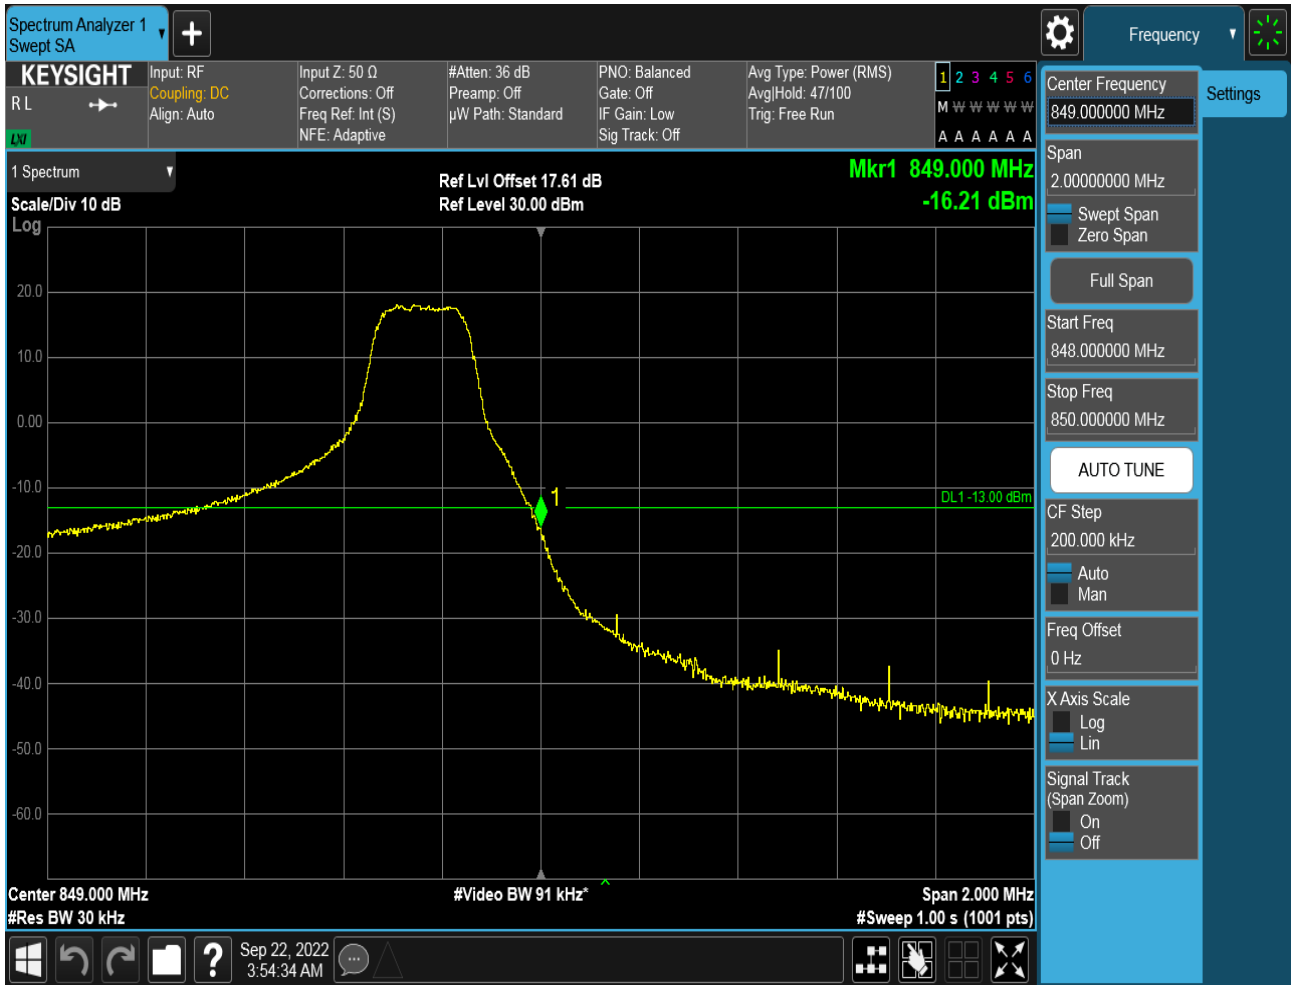 Spectrum Analyzer 1
Swept SA
Frequency
KEYSIGHT
R L
LXI
Input: RF
Coupling: DC
Align: Auto
Input Z: 50 Ω
Corrections: Off
Freq Ref: Int (S)
NFE: Adaptive
#Atten: 36 dB
Preamp: Off
µW Path: Standard
PNO: Balanced
Gate: Off
IF Gain: Low
Sig Track: Off
Avg Type: Power (RMS)
Avg|Hold: 47/100
Trig: Free Run
1 2 3 4 5 6
M W W W W W
A A A A A A
1 Spectrum
Scale/Div 10 dB
Log
Ref Lvl Offset 17.61 dB
Ref Level 30.00 dBm
Mkr1 849.000 MHz
-16.21 dBm
20.0
10.0
0.00
-10.0
-20.0
-30.0
-40.0
-50.0
-60.0
1
DL1 -13.00 dBm
Center 849.000 MHz
#Res BW 30 kHz
#Video BW 91 kHz*
Span 2.000 MHz
#Sweep 1.00 s (1001 pts)
Center Frequency
849.000000 MHz
Settings
Span
2.00000000 MHz
Swept Span
Zero Span
Full Span
Start Freq
848.000000 MHz
Stop Freq
850.000000 MHz
AUTO TUNE
CF Step
200.000 kHz
Auto
Man
Freq Offset
0 Hz
X Axis Scale
Log
Lin
Signal Track
(Span Zoom)
On
Off
?
Sep 22, 2022
3:54:34 AM